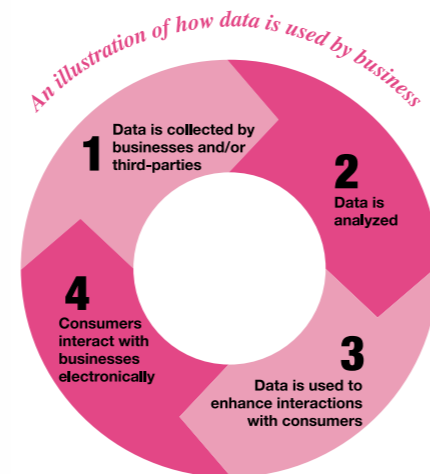 An illustration of how data is used by business
1
Data is collected by
businesses and/or
third-parties
2
Data is
analyzed
3
Data is used to
enhance interactions
with consumers
4
Consumers
interact with
businesses
electronically